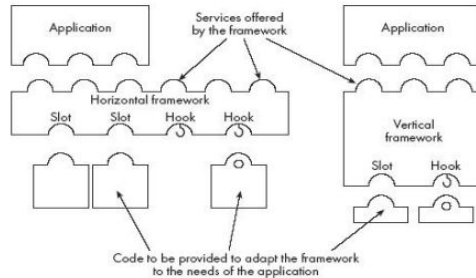 Application
Services offered
by the framework
Application
Horizontal framework
Slot
Slot
Hook
Hook
Vertical
framework
Slot
Hook
Code to be provided to adapt the framework
to the needs of the application